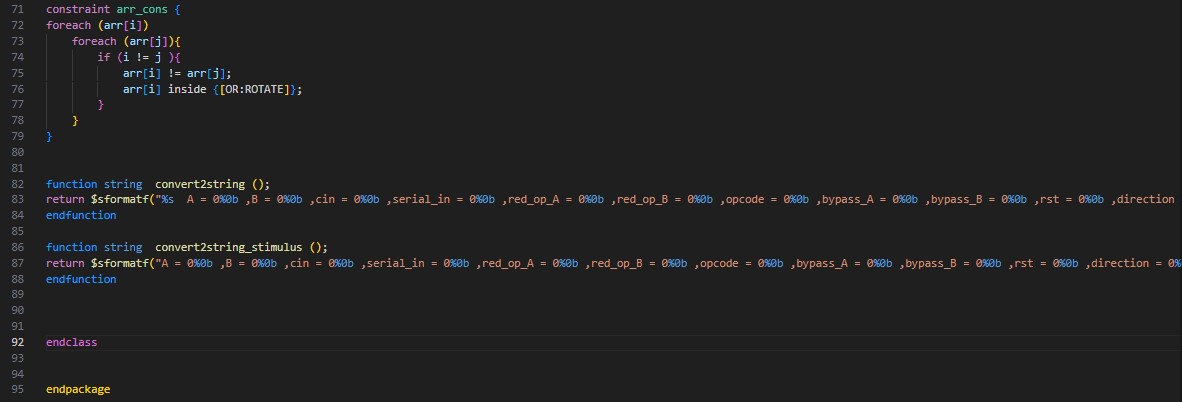 71 constraint arr_cons {
72 foreach (arr[i])
73 foreach (arr[j]){
74 if (i != j ){
75 arr[i] != arr[j];
76 arr[i] inside {[OR:ROTATE]};
77 }
78 }
79 }
80
81
82 function string  convert2string ();
83 return $sformatf("%s  A = 0%0b ,B = 0%0b ,cin = 0%0b ,serial_in = 0%0b ,red_op_A = 0%0b ,red_op_B = 0%0b ,opcode = 0%0b ,bypass_A = 0%0b ,bypass_B = 0%0b ,rst = 0%0b ,direction
84 endfunction
85
86 function string  convert2string_stimulus ();
87 return $sformatf("A = 0%0b ,B = 0%0b ,cin = 0%0b ,serial_in = 0%0b ,red_op_A = 0%0b ,red_op_B = 0%0b ,opcode = 0%0b ,bypass_A = 0%0b ,bypass_B = 0%0b ,rst = 0%0b ,direction = 0%
88 endfunction
89
90
91
92 endclass
93
94
95 endpackage